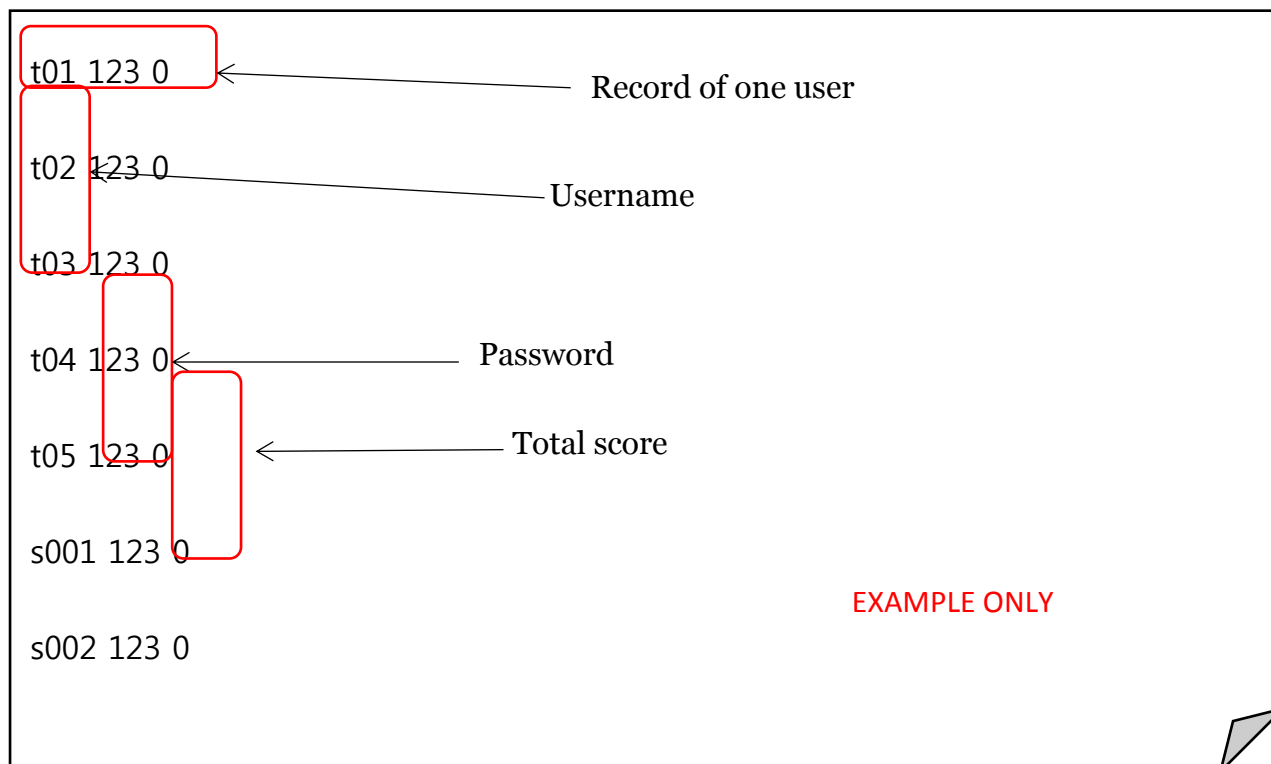 t01 123 0
Record of one user
t02 123 0
Username
t03 123 0
t04 123 0
Password
t05 123 0
Total score
s001 123 0
EXAMPLE ONLY
s002 123 0